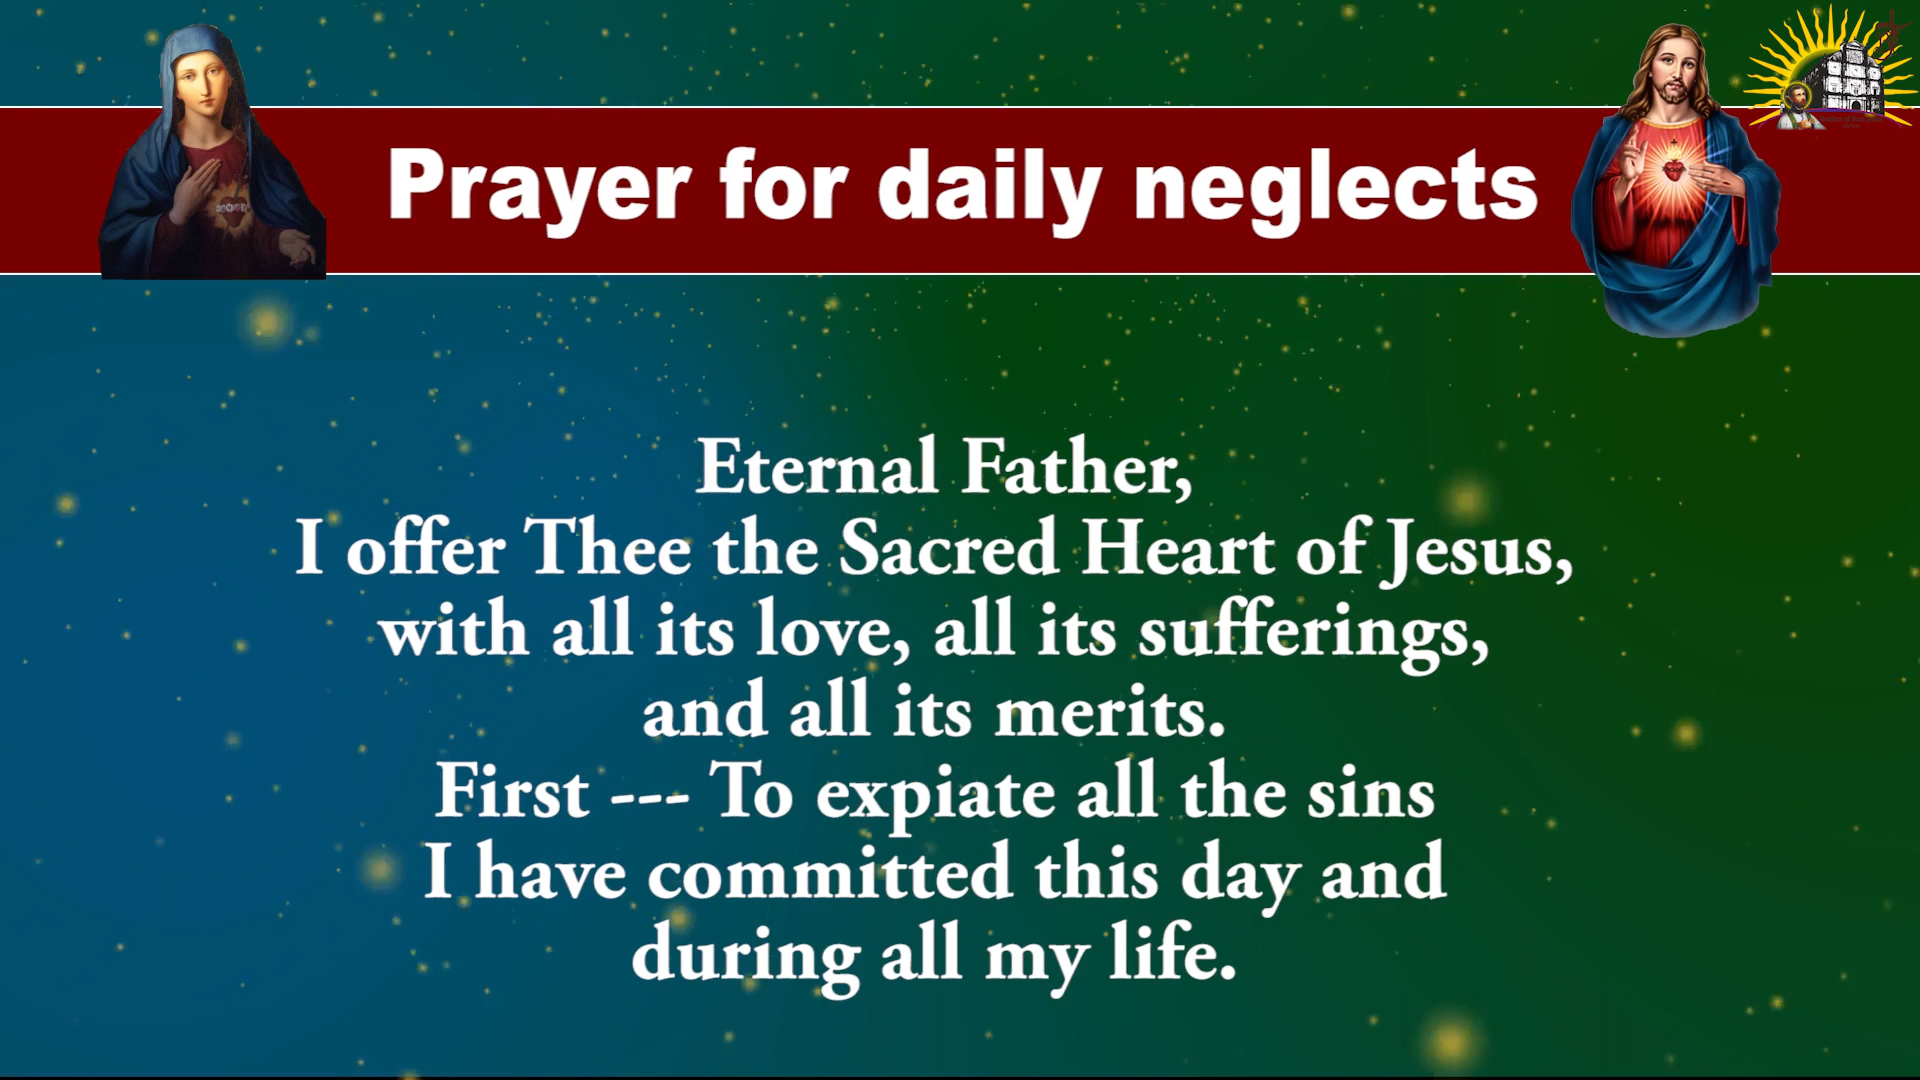 Prayer for daily neglects
Eternal Father,
I offer Thee the Sacred Heart of Jesus,
with all its love, all its sufferings,
and all its merits.
First --- To expiate all the sins
I have committed this day and
during all my life.